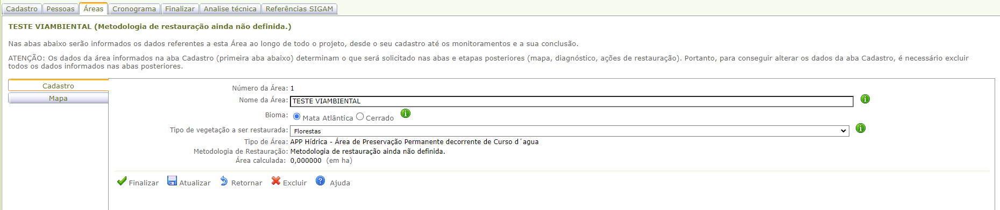 Cadastro Pessoas Áreas Cronograma Finalizar Analise técnica Referências SIGAM
TESTE VIAMBIENTAL (Metodologia de restauração ainda não definida.)
Nas abas abaixo serão informados os dados referentes a esta Área ao longo de todo o projeto, desde o seu cadastro até os monitoramentos e a sua conclusão.
ATENÇÃO: Os dados da área informados na aba Cadastro (primeira aba abaixo) determinam o que será solicitado nas abas e etapas posteriores (mapa, diagnóstico, ações de restauração). Portanto, para conseguir alterar os dados da aba Cadastro, é necessário excluir
todos os dados informados nas abas posteriores.
Cadastro
Mapa
Número da Área: 1
Nome da Área: TESTE VIAMBIENTAL
Bioma: Mata Atlântica Cerrado
Tipo de vegetação a ser restaurada: Florestas
Tipo de Área: APP Hídrica - Área de Preservação Permanente decorrente de Curso d´agua
Metodologia de Restauração: Metodologia de restauração ainda não definida.
Área calculada: 0,000000 (em ha)
Finalizar Atualizar Retornar Excluir ? Ajuda